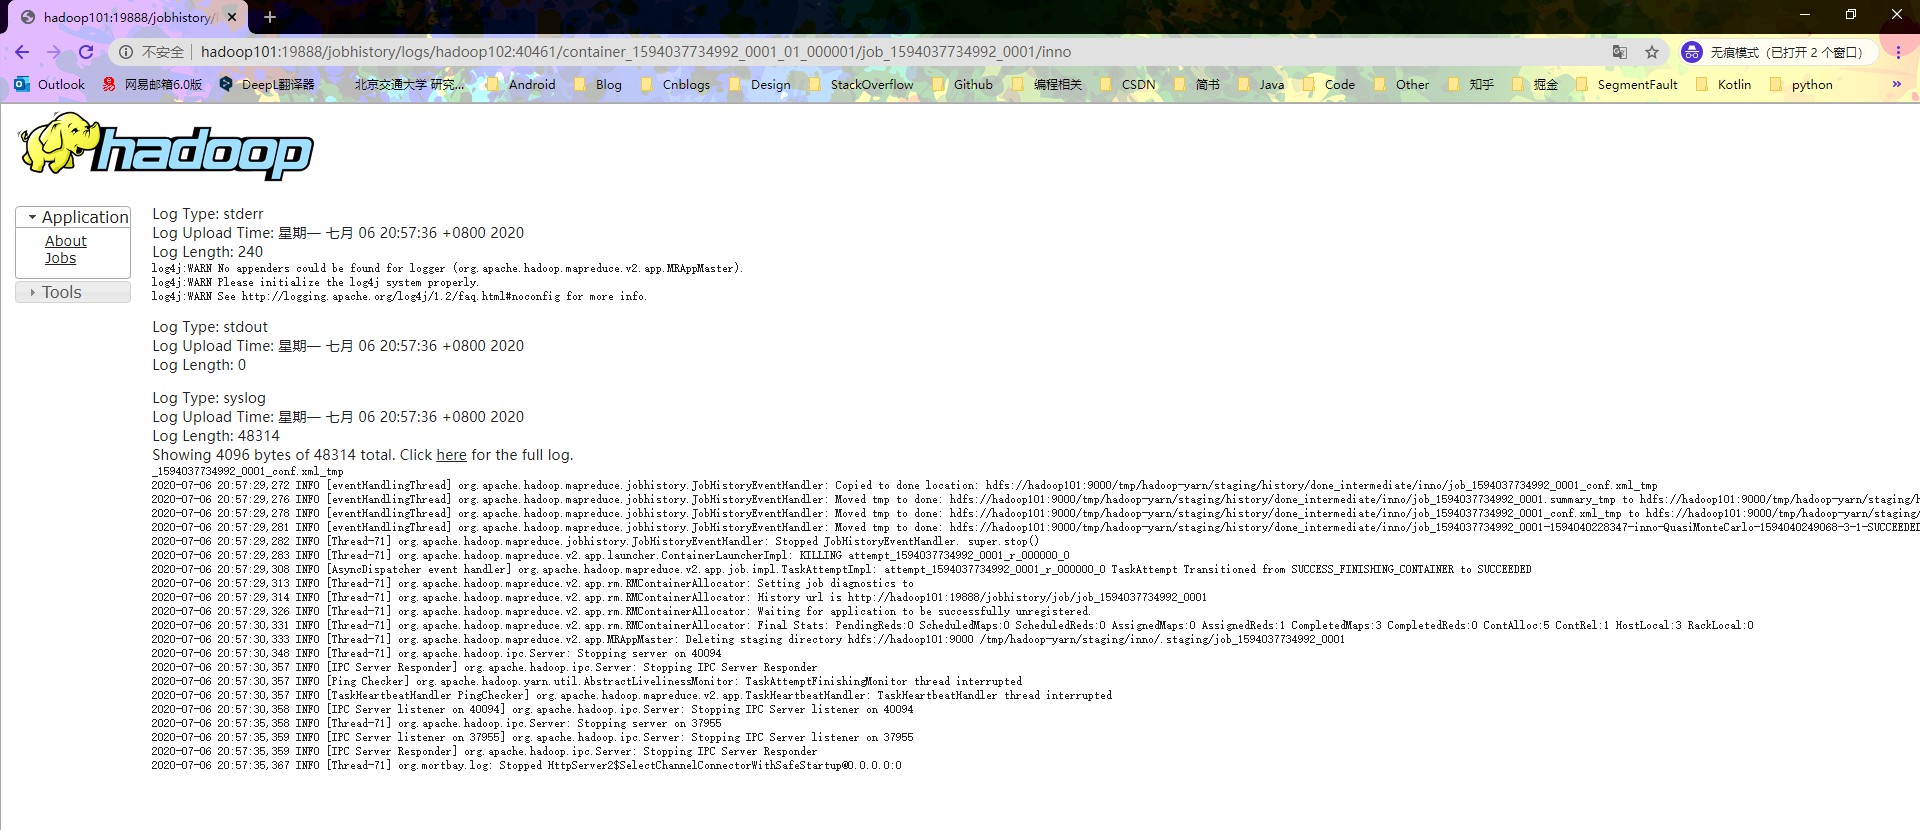 hadoop101:19888/jobhistory/
不安全 hadoop101:19888/jobhistory/logs/hadoop102:40461/container_1594037734992_0001_01_000001/job_1594037734992_0001/inno 无痕模式（已打开 2 个窗口）
Outlook 网易邮箱6.0版 DeepL翻译器 北京交通大学 研究... Android Blog Cnblogs Design StackOverflow Github 编程相关 CSDN 简书 Java Code Other 知乎 掘金 SegmentFault Kotlin python »
hadoop
Application
About
Jobs
Tools
Log Type: stderr
Log Upload Time: 星期一 七月 06 20:57:36 +0800 2020
Log Length: 240
log4j:WARN No appenders could be found for logger (org.apache.hadoop.mapreduce.v2.app.MRAppMaster).
log4j:WARN Please initialize the log4j system properly.
log4j:WARN See http://logging.apache.org/log4j/1.2/faq.html#noconfig for more info.
Log Type: stdout
Log Upload Time: 星期一 七月 06 20:57:36 +0800 2020
Log Length: 0
Log Type: syslog
Log Upload Time: 星期一 七月 06 20:57:36 +0800 2020
Log Length: 48314
Showing 4096 bytes of 48314 total. Click here for the full log.
_1594037734992_0001_conf.xml_tmp
2020-07-06 20:57:29,272 INFO [eventHandlingThread] org.apache.hadoop.mapreduce.jobhistory.JobHistoryEventHandler: Copied to done location: hdfs://hadoop101:9000/tmp/hadoop-yarn/staging/history/done_intermediate/inno/job_1594037734992_0001_conf.xml_tmp
2020-07-06 20:57:29,276 INFO [eventHandlingThread] org.apache.hadoop.mapreduce.jobhistory.JobHistoryEventHandler: Moved tmp to done: hdfs://hadoop101:9000/tmp/hadoop-yarn/staging/history/done_intermediate/inno/job_1594037734992_0001.summary_tmp to hdfs://hadoop101:9000/tmp/hadoop-yarn/staging/h
2020-07-06 20:57:29,278 INFO [eventHandlingThread] org.apache.hadoop.mapreduce.jobhistory.JobHistoryEventHandler: Moved tmp to done: hdfs://hadoop101:9000/tmp/hadoop-yarn/staging/history/done_intermediate/inno/job_1594037734992_0001_conf.xml_tmp to hdfs://hadoop101:9000/tmp/hadoop-yarn/staging/
2020-07-06 20:57:29,281 INFO [eventHandlingThread] org.apache.hadoop.mapreduce.jobhistory.JobHistoryEventHandler: Moved tmp to done: hdfs://hadoop101:9000/tmp/hadoop-yarn/staging/history/done_intermediate/inno/job_1594037734992_0001-1594040228347-inno-QuasiMonteCarlo-1594040249068-3-1-SUCCEEDED
2020-07-06 20:57:29,282 INFO [Thread-71] org.apache.hadoop.mapreduce.jobhistory.JobHistoryEventHandler: Stopped JobHistoryEventHandler. super.stop()
2020-07-06 20:57:29,283 INFO [Thread-71] org.apache.hadoop.mapreduce.v2.app.launcher.ContainerLauncherImpl: KILLING attempt_1594037734992_0001_r_000000_0
2020-07-06 20:57:29,308 INFO [AsyncDispatcher event handler] org.apache.hadoop.mapreduce.v2.app.job.impl.TaskAttemptImpl: attempt_1594037734992_0001_r_000000_0 TaskAttempt Transitioned from SUCCESS_FINISHING_CONTAINER to SUCCEEDED
2020-07-06 20:57:29,313 INFO [Thread-71] org.apache.hadoop.mapreduce.v2.app.rm.RMContainerAllocator: Setting job diagnostics to
2020-07-06 20:57:29,314 INFO [Thread-71] org.apache.hadoop.mapreduce.v2.app.rm.RMContainerAllocator: History url is http://hadoop101:19888/jobhistory/job/job_1594037734992_0001
2020-07-06 20:57:29,326 INFO [Thread-71] org.apache.hadoop.mapreduce.v2.app.rm.RMContainerAllocator: Waiting for application to be successfully unregistered.
2020-07-06 20:57:30,331 INFO [Thread-71] org.apache.hadoop.mapreduce.v2.app.rm.RMContainerAllocator: Final Stats: PendingReds:0 ScheduledMaps:0 ScheduledReds:0 AssignedMaps:0 AssignedReds:1 CompletedMaps:3 CompletedReds:0 ContAlloc:5 ContRel:1 HostLocal:3 RackLocal:0
2020-07-06 20:57:30,333 INFO [Thread-71] org.apache.hadoop.mapreduce.v2.app.MRAppMaster: Deleting staging directory hdfs://hadoop101:9000 /tmp/hadoop-yarn/staging/inno/.staging/job_1594037734992_0001
2020-07-06 20:57:30,348 INFO [Thread-71] org.apache.hadoop.ipc.Server: Stopping server on 40094
2020-07-06 20:57:30,357 INFO [IPC Server Responder] org.apache.hadoop.ipc.Server: Stopping IPC Server Responder
2020-07-06 20:57:30,357 INFO [Ping Checker] org.apache.hadoop.yarn.util.AbstractLivelinessMonitor: TaskAttemptFinishingMonitor thread interrupted
2020-07-06 20:57:30,357 INFO [TaskHeartbeatHandler PingChecker] org.apache.hadoop.mapreduce.v2.app.TaskHeartbeatHandler: TaskHeartbeatHandler thread interrupted
2020-07-06 20:57:30,358 INFO [IPC Server listener on 40094] org.apache.hadoop.ipc.Server: Stopping IPC Server listener on 40094
2020-07-06 20:57:35,358 INFO [Thread-71] org.apache.hadoop.ipc.Server: Stopping server on 37955
2020-07-06 20:57:35,359 INFO [IPC Server listener on 37955] org.apache.hadoop.ipc.Server: Stopping IPC Server listener on 37955
2020-07-06 20:57:35,359 INFO [IPC Server Responder] org.apache.hadoop.ipc.Server: Stopping IPC Server Responder
2020-07-06 20:57:35,367 INFO [Thread-71] org.mortbay.log: Stopped HttpServer2$SelectChannelConnectorWithSafeStartup@0.0.0.0:0